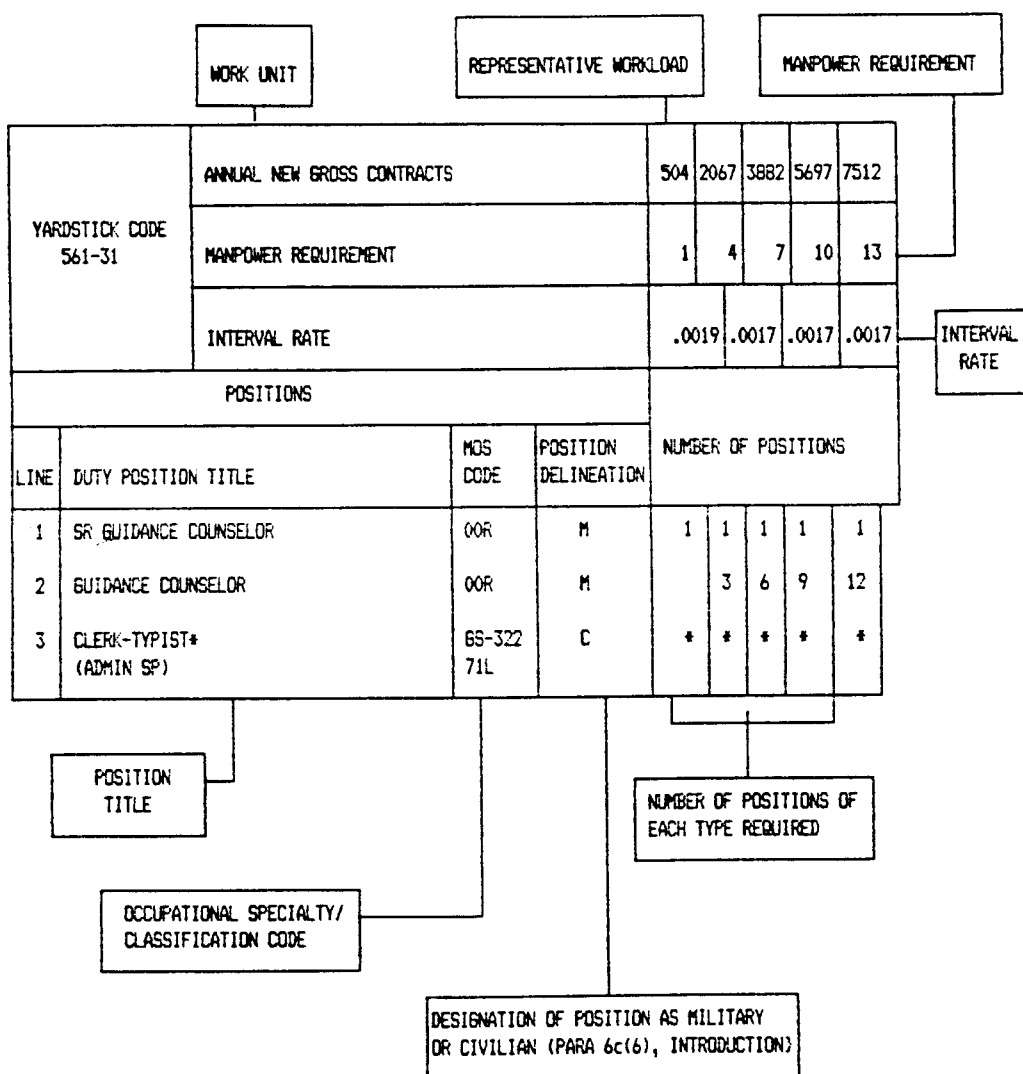 WORK UNIT
REPRESENTATIVE WORKLOAD
MANPOWER REQUIREMENT
YARDSTICK CODE
561-31
ANNUAL NEW GROSS CONTRACTS 504 2067 3882 5697 7512
MANPOWER REQUIREMENT 1 4 7 10 13
INTERVAL RATE .0019 .0017 .0017 .0017
INTERVAL
RATE
POSITIONS
NUMBER OF POSITIONS
LINE DUTY POSITION TITLE MOS
CODE POSITION
DELINEATION
1 SR GUIDANCE COUNSELOR 00R M 1 1 1 1 1
2 GUIDANCE COUNSELOR 00R M 3 6 9 12
3 CLERK-TYPIST* GS-322 C * * * * *
(ADMIN SP) 71L
POSITION
TITLE
NUMBER OF POSITIONS OF
EACH TYPE REQUIRED
OCCUPATIONAL SPECIALTY/
CLASSIFICATION CODE
DESIGNATION OF POSITION AS MILITARY
OR CIVILIAN (PARA 6c(6), INTRODUCTION)